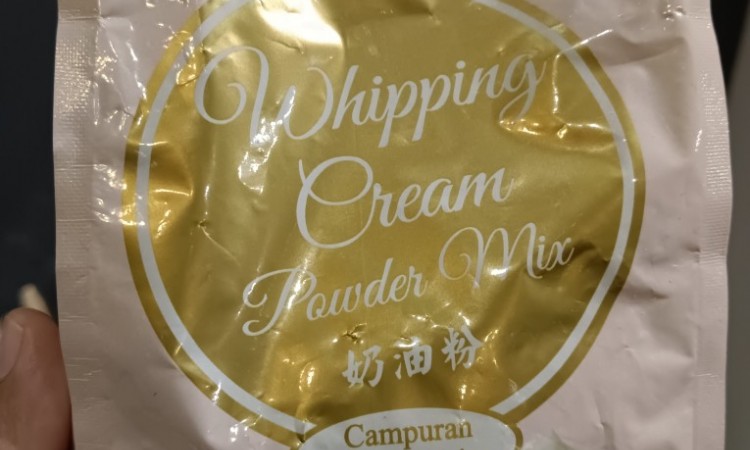 Whipping
Cream
Powder Mix
奶油粉
Campuran